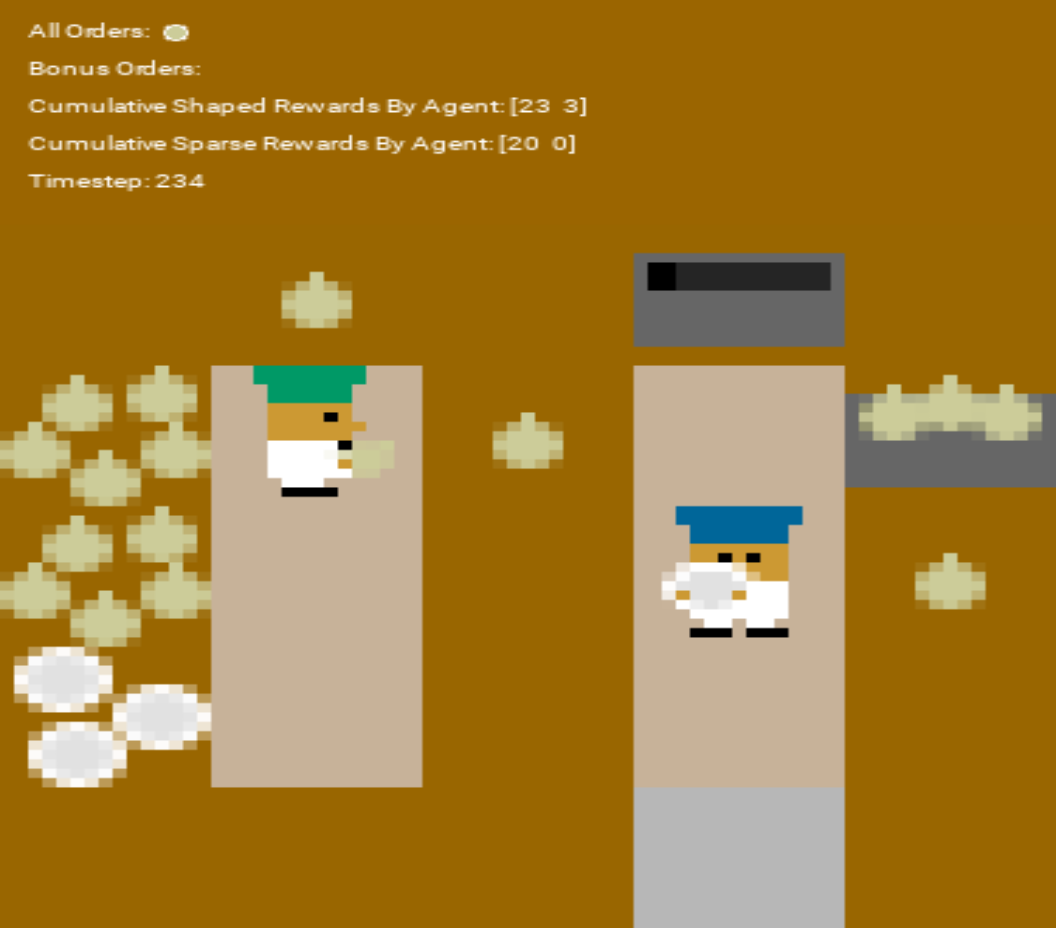 All Orders:
Bonus Orders:
Cumulative Shaped Rewards By Agent: [23 3]
Cumulative Sparse Rewards By Agent: [20 0]
Timestep: 234